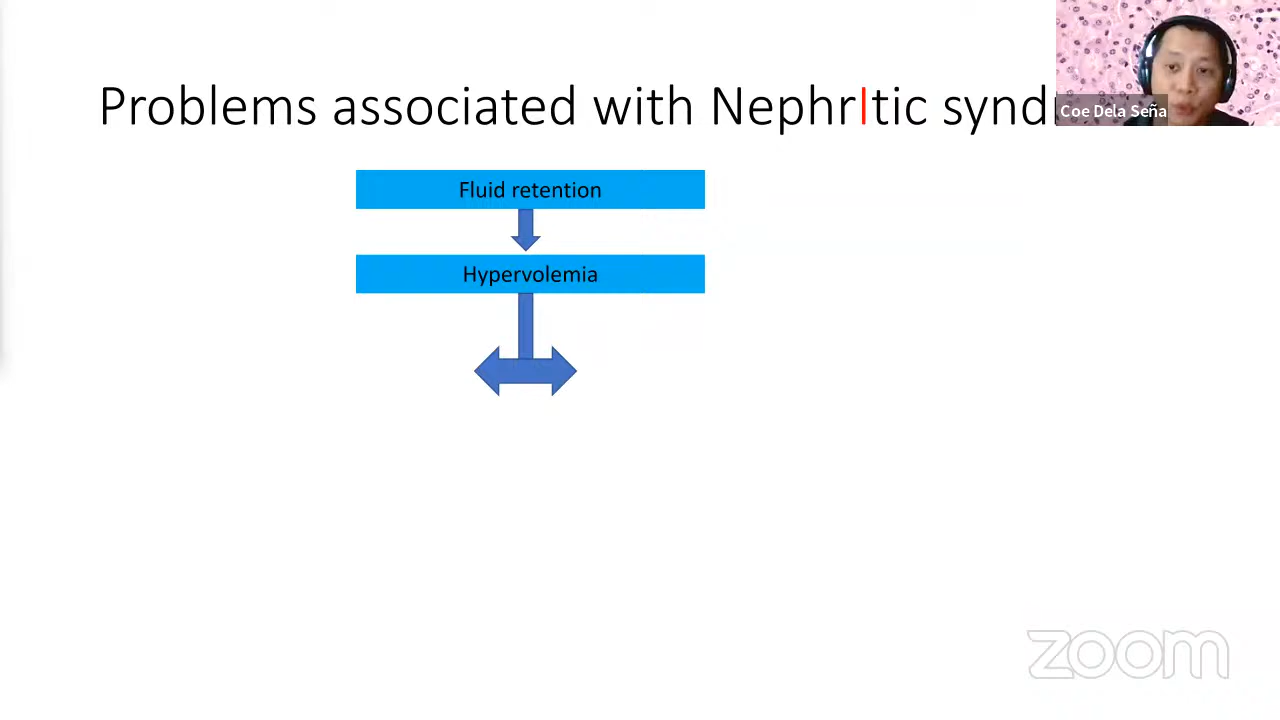 Problems associated with NephrItic synd
Coe Dela Seña
Fluid retention
Hypervolemia
zoom